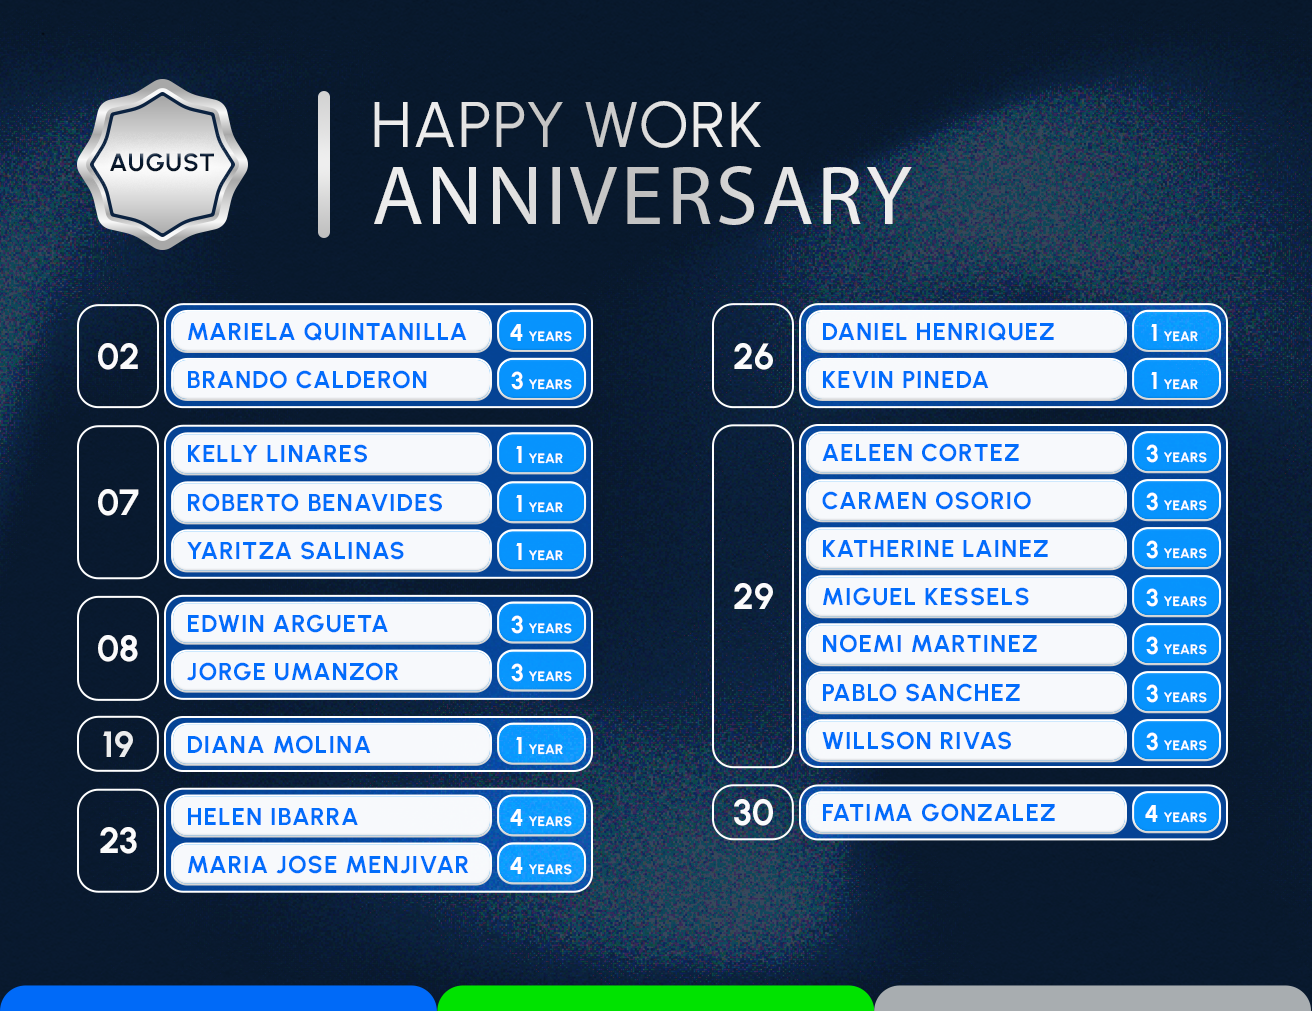 AUGUST
HAPPY WORK
ANNIVERSARY
02
MARIELA QUINTANILLA 4 YEARS
BRANDO CALDERON 3 YEARS
07
KELLY LINARES 1 YEAR
ROBERTO BENAVIDES 1 YEAR
YARITZA SALINAS 1 YEAR
08
EDWIN ARGUETA 3 YEARS
JORGE UMANZOR 3 YEARS
19
DIANA MOLINA 1 YEAR
23
HELEN IBARRA 4 YEARS
MARIA JOSE MENJIVAR 4 YEARS
26
DANIEL HENRIQUEZ 1 YEAR
KEVIN PINEDA 1 YEAR
29
AELEEN CORTEZ 3 YEARS
CARMEN OSORIO 3 YEARS
KATHERINE LAINEZ 3 YEARS
MIGUEL KESSELS 3 YEARS
NOEMI MARTINEZ 3 YEARS
PABLO SANCHEZ 3 YEARS
WILLSON RIVAS 3 YEARS
30
FATIMA GONZALEZ 4 YEARS